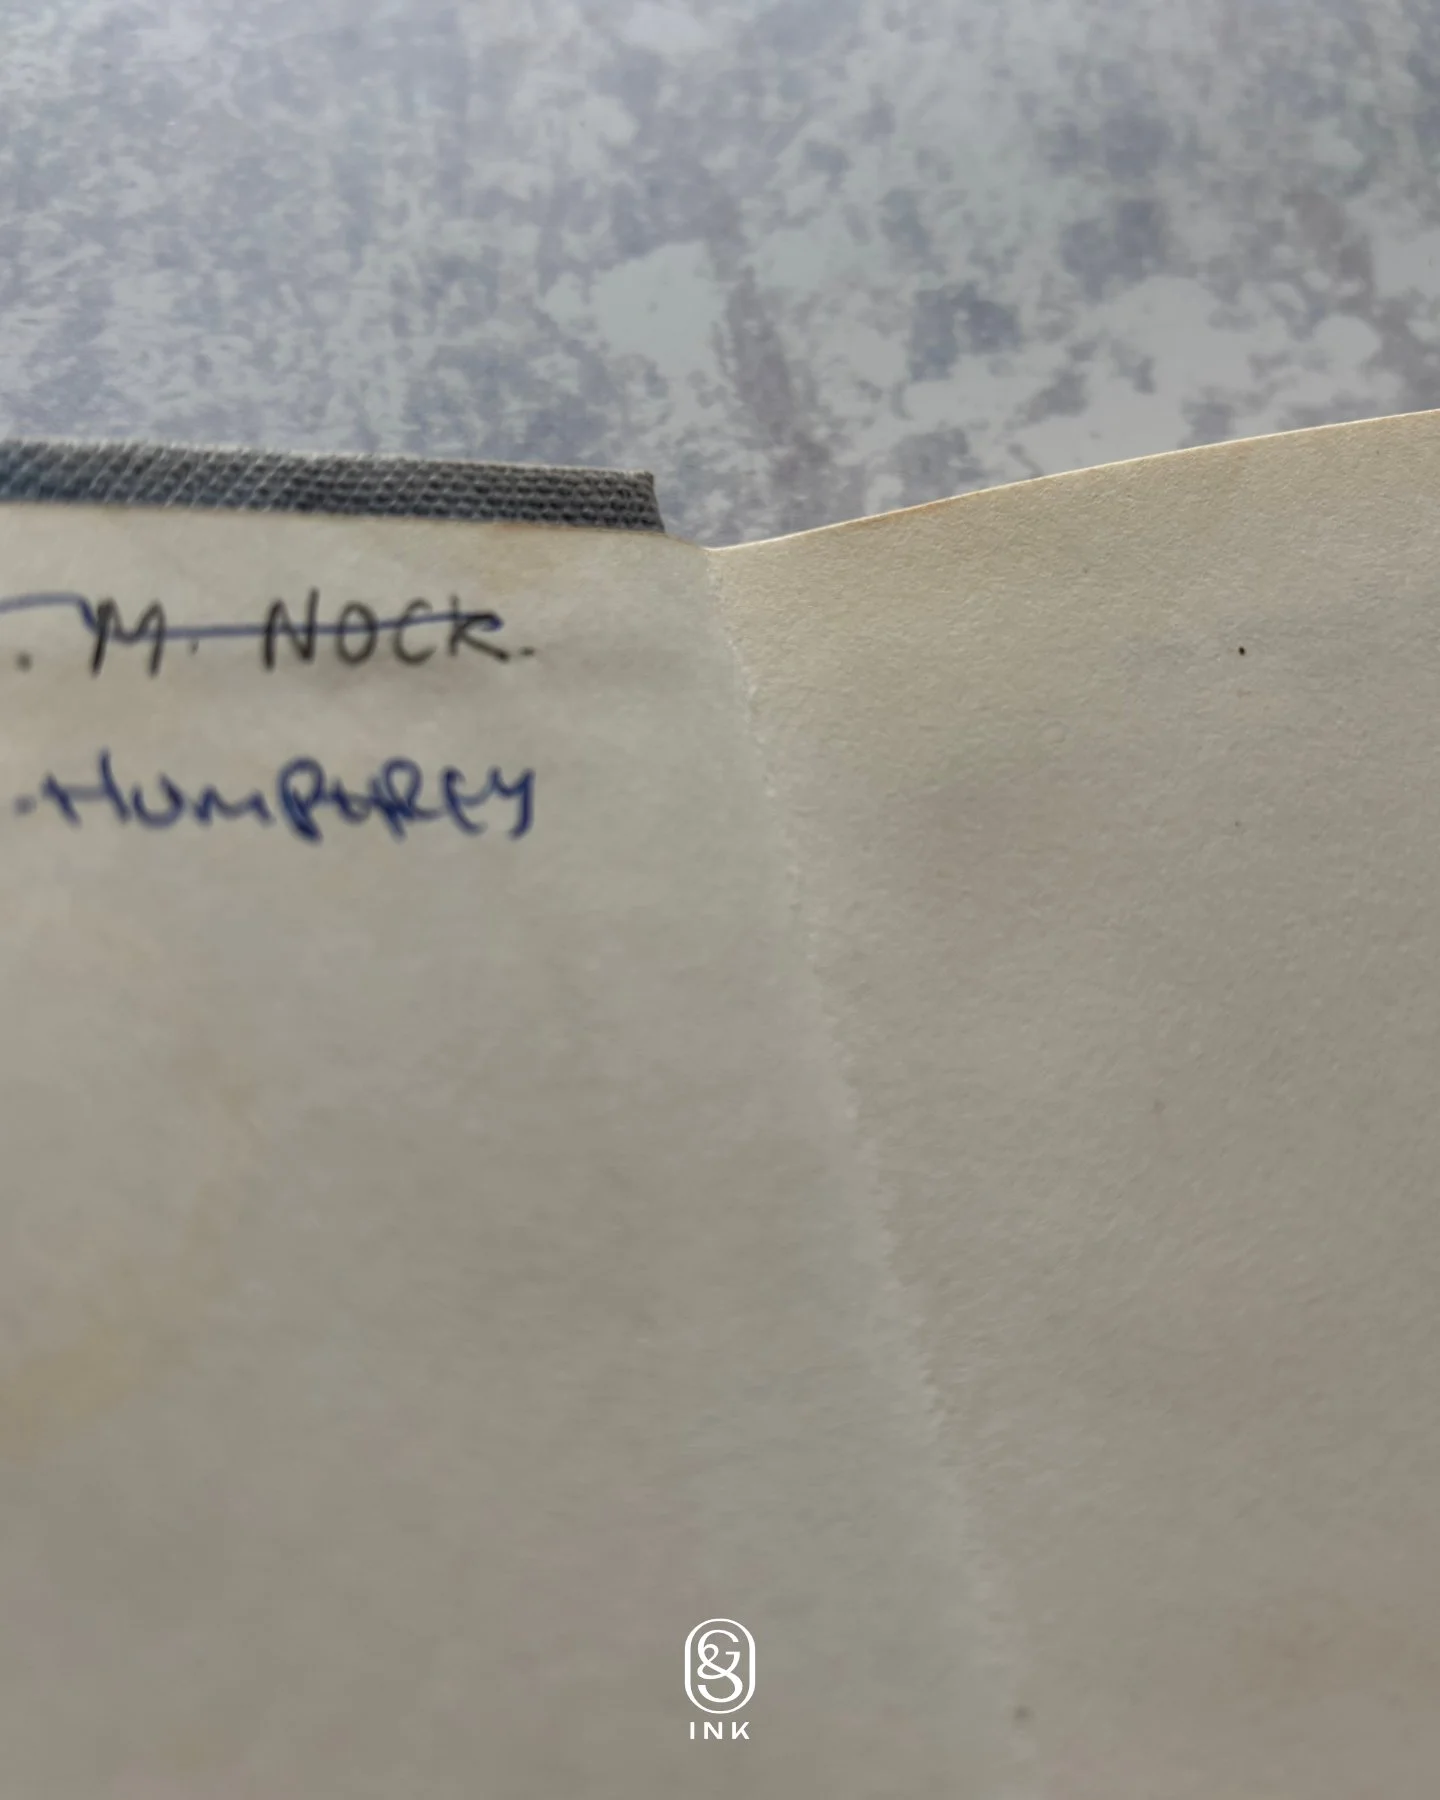 . M. NOCK.
. HUMPHREY
G&S
INK